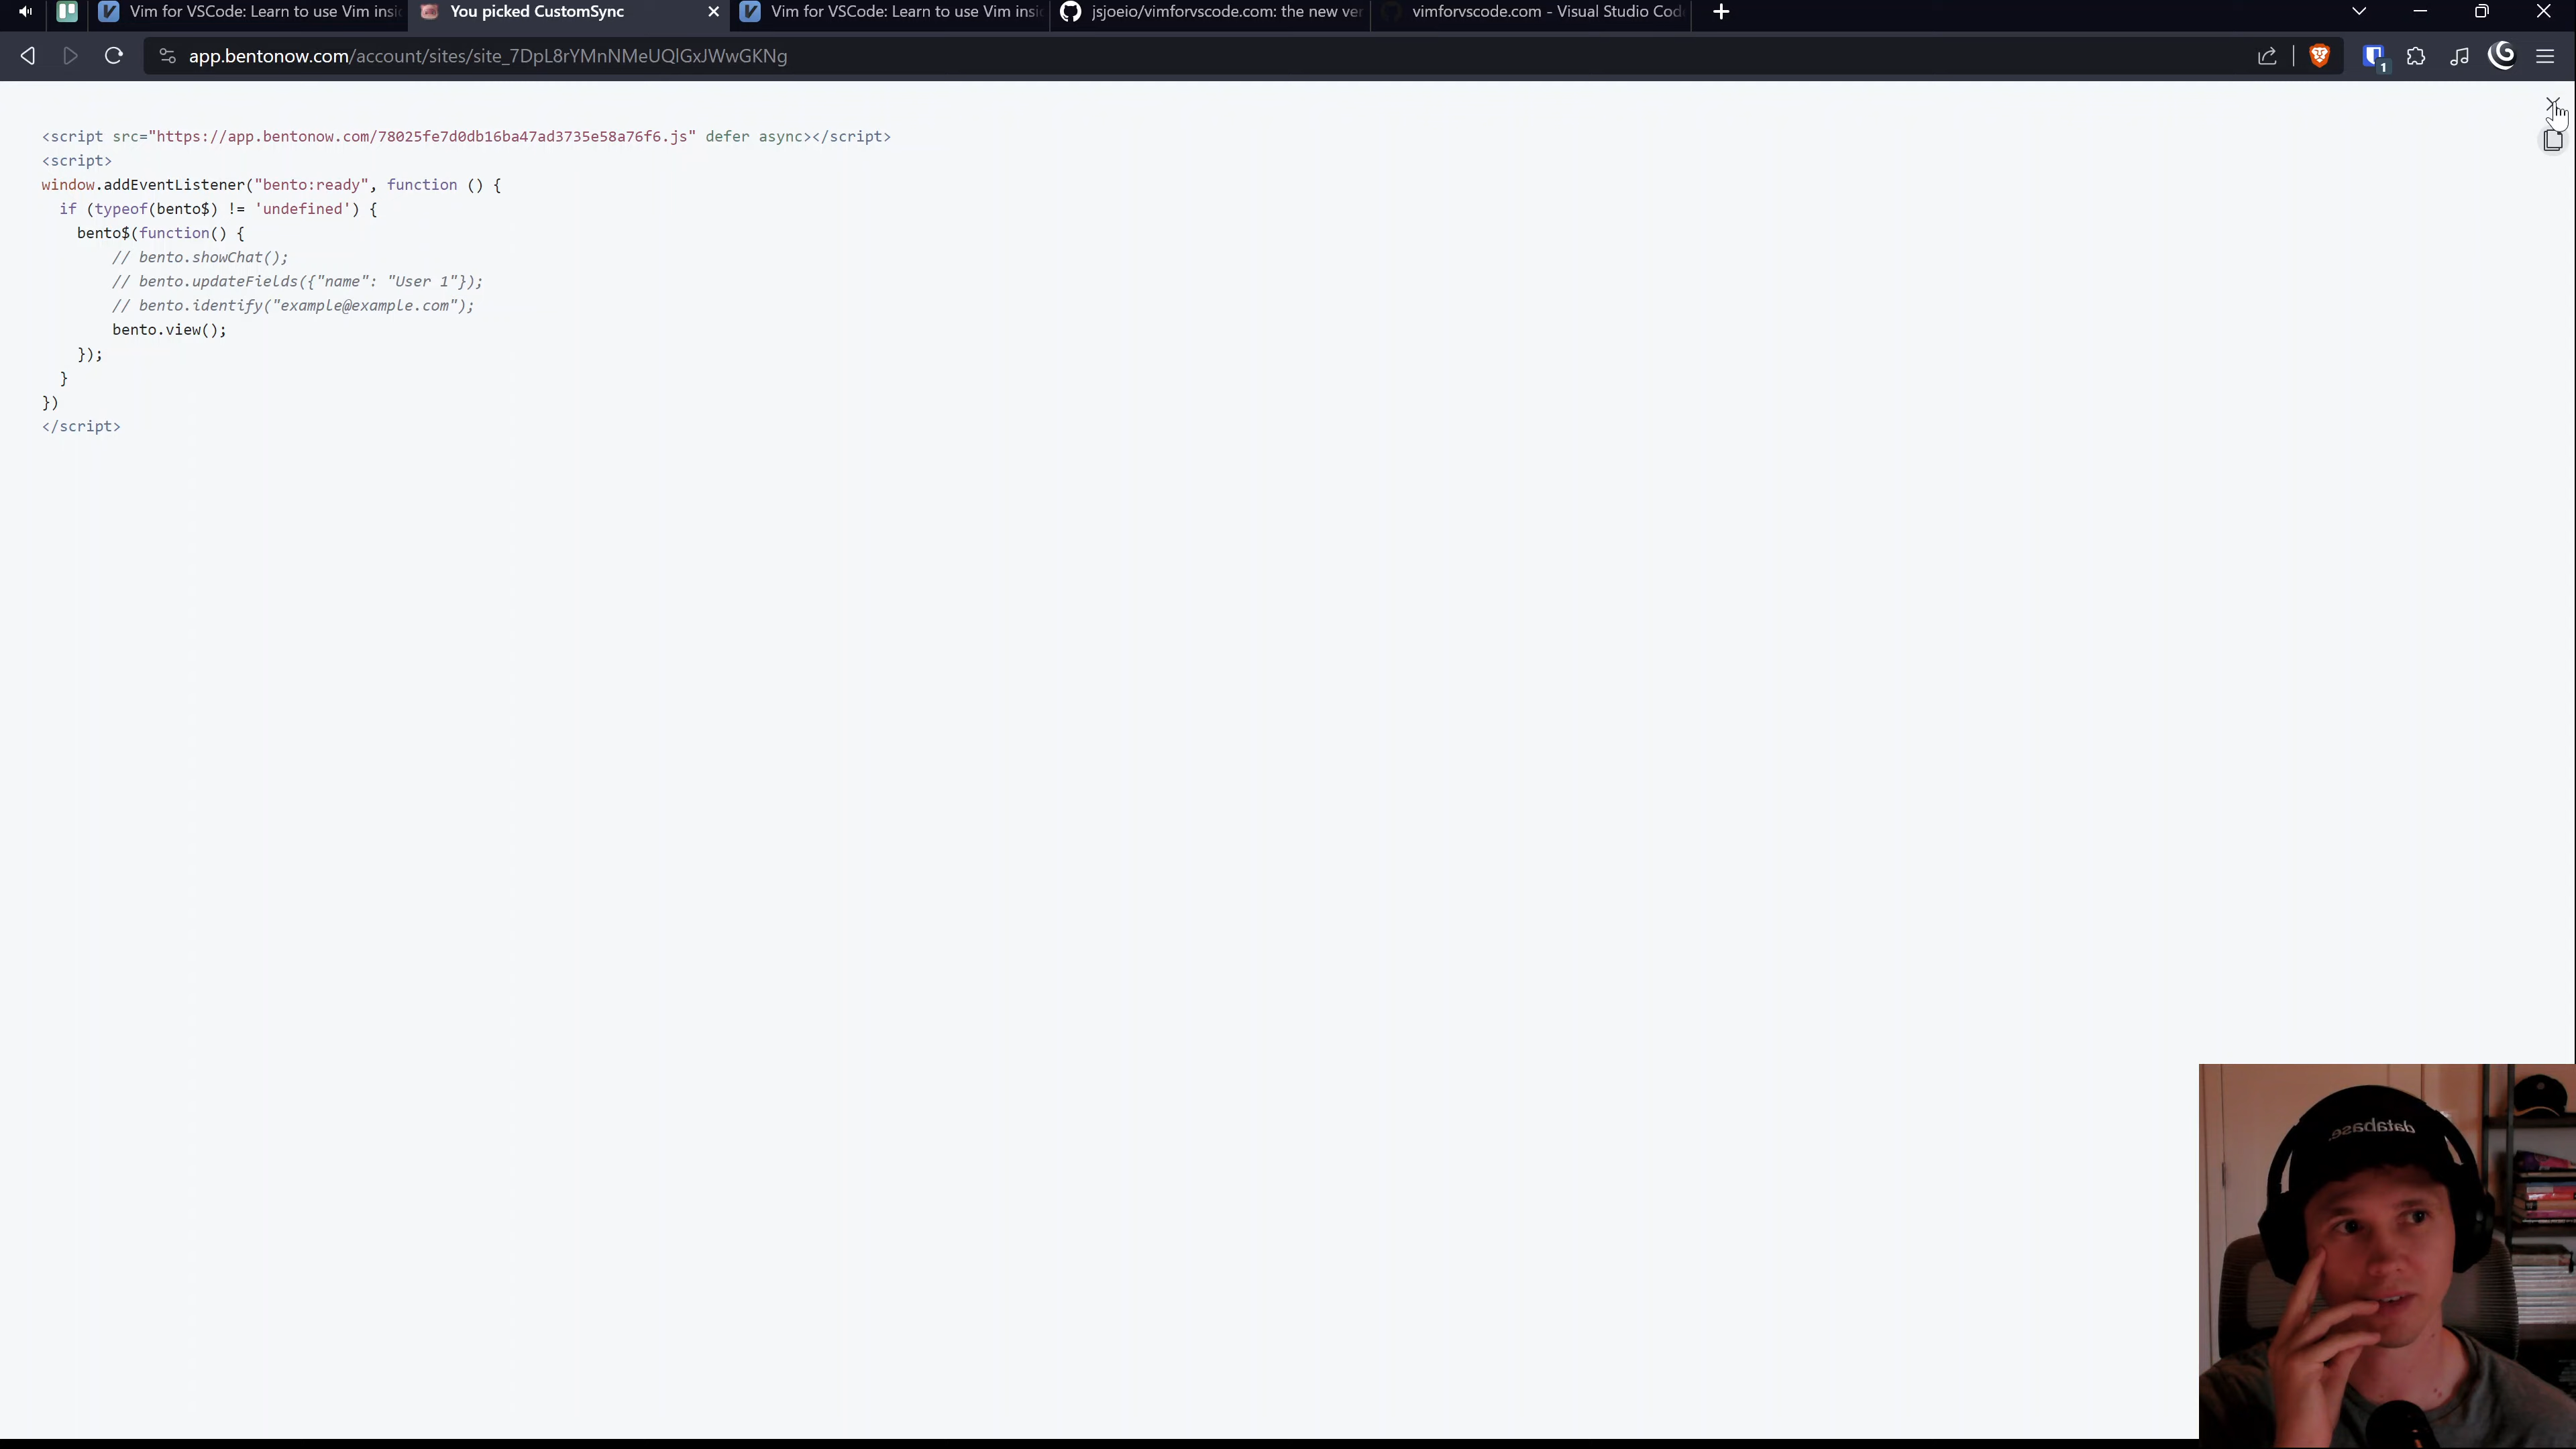 Vim for VSCode: Learn to use Vim insi
You picked CustomSync
Vim for VSCode: Learn to use Vim insi
jsjoeio/vimforvscode.com: the new ver
vimforvscode.com - Visual Studio Cod
app.bentonow.com/account/sites/site_7DpL8rYMnNMeUQlGxJWwGKNg
1
<script src="https://app.bentonow.com/78025fe7d0db16ba47ad3735e58a76f6.js" defer async></script>
<script>
window.addEventListener("bento:ready", function () {
  if (typeof(bento$) != 'undefined') {
    bento$(function() {
        // bento.showChat();
        // bento.updateFields({"name": "User 1"});
        // bento.identify("example@example.com");
        bento.view();
    });
  }
})
</script>
database.